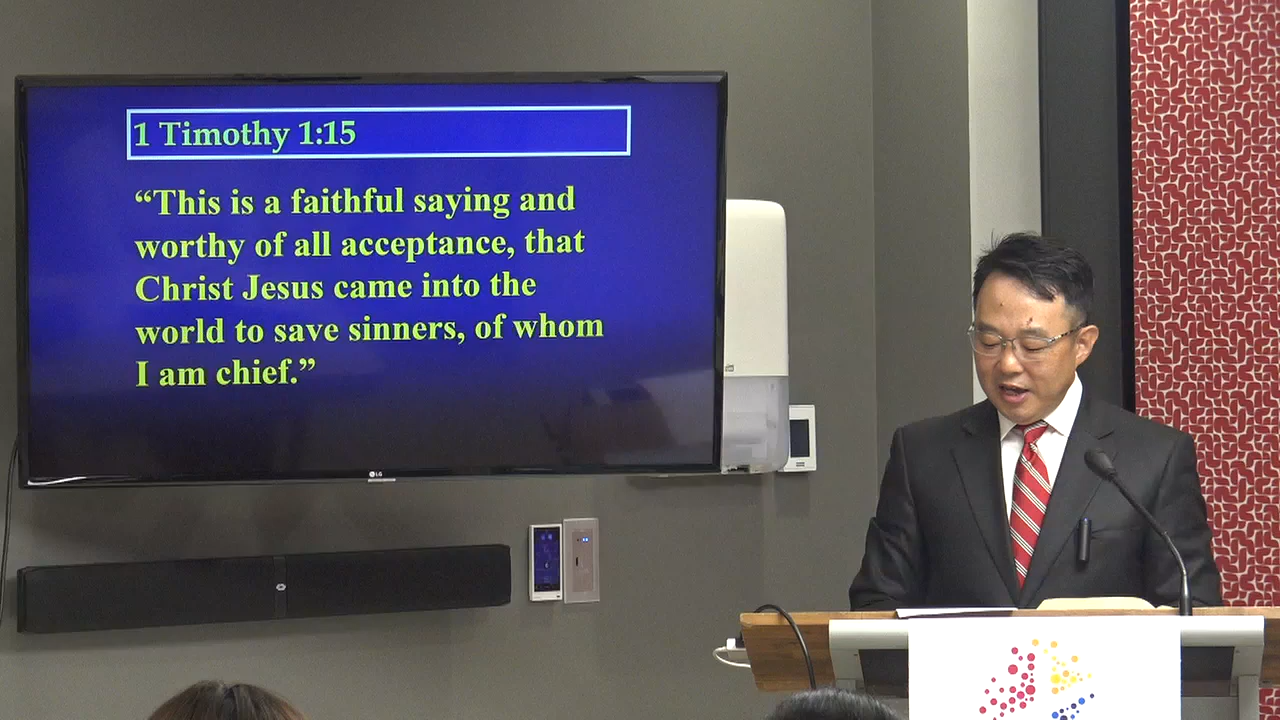 1 Timothy 1:15
“This is a faithful saying and
worthy of all acceptance, that
Christ Jesus came into the
world to save sinners, of whom
I am chief.”
LG